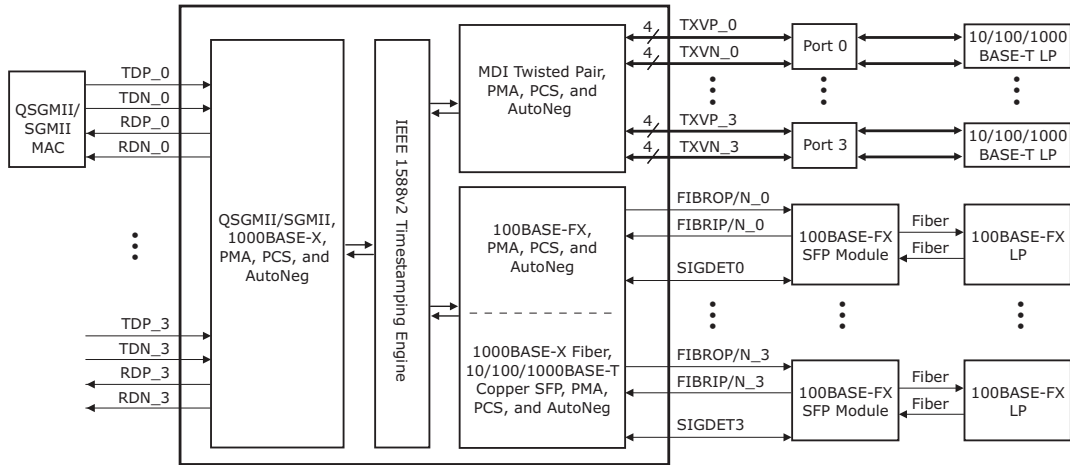 QSGMII/
SGMII
MAC
TDP_0
TDN_0
RDP_0
RDN_0
TDP_3
TDN_3
RDP_3
RDN_3
QSGMII/SGMII,
1000BASE-X,
PMA, PCS, and
AutoNeg
IEEE 1588v2 Timestamping Engine
MDI Twisted Pair,
PMA, PCS, and
AutoNeg
100BASE-FX,
PMA, PCS, and
AutoNeg
1000BASE-X Fiber,
10/100/1000BASE-T
Copper SFP, PMA,
PCS, and AutoNeg
4 TXVP_0
4 TXVN_0
4 TXVP_3
4 TXVN_3
Port 0
Port 3
10/100/1000
BASE-T LP
10/100/1000
BASE-T LP
FIBROP/N_0
FIBRIP/N_0
SIGDET0
100BASE-FX
SFP Module
Fiber
Fiber
100BASE-FX
LP
FIBROP/N_3
FIBRIP/N_3
SIGDET3
100BASE-FX
SFP Module
Fiber
Fiber
100BASE-FX
LP